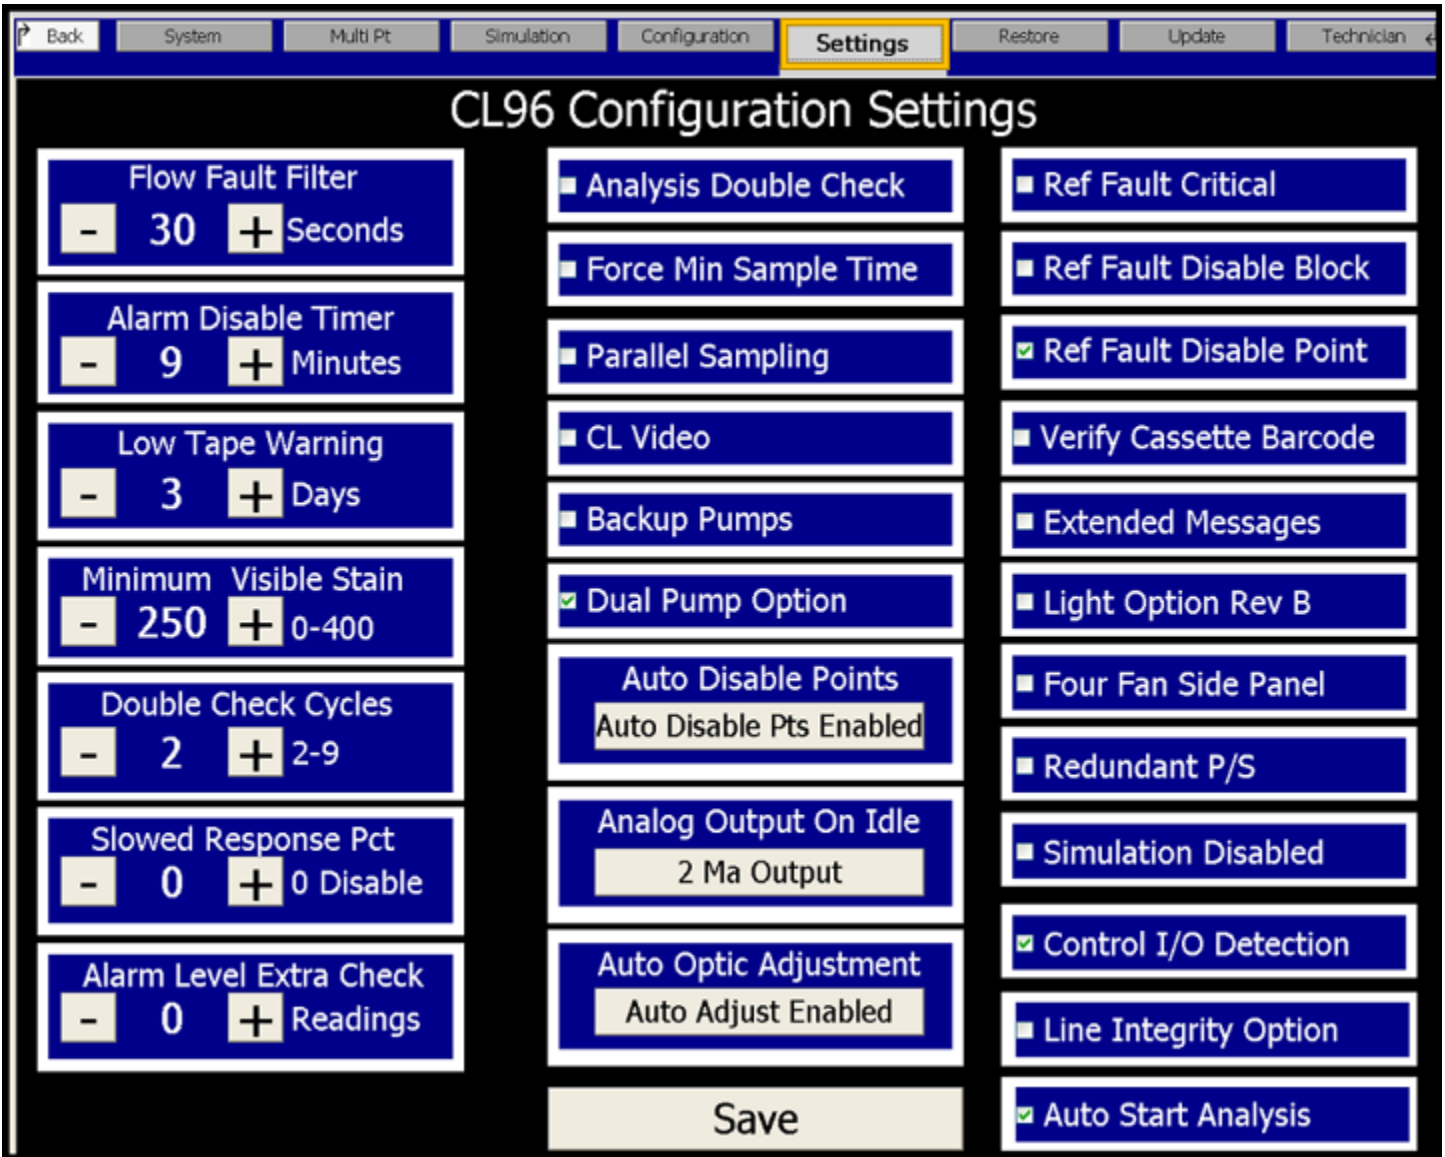 Back System Multi Pt Simulation Configuration Settings Restore Update Technician
CL96 Configuration Settings
Flow Fault Filter
- 30 + Seconds
Alarm Disable Timer
- 9 + Minutes
Low Tape Warning
- 3 + Days
Minimum Visible Stain
- 250 + 0-400
Double Check Cycles
- 2 + 2-9
Slowed Response Pct
- 0 + 0 Disable
Alarm Level Extra Check
- 0 + Readings
Analysis Double Check
Force Min Sample Time
Parallel Sampling
CL Video
Backup Pumps
Dual Pump Option
Auto Disable Points
Auto Disable Pts Enabled
Analog Output On Idle
2 Ma Output
Auto Optic Adjustment
Auto Adjust Enabled
Save
Ref Fault Critical
Ref Fault Disable Block
Ref Fault Disable Point
Verify Cassette Barcode
Extended Messages
Light Option Rev B
Four Fan Side Panel
Redundant P/S
Simulation Disabled
Control I/O Detection
Line Integrity Option
Auto Start Analysis